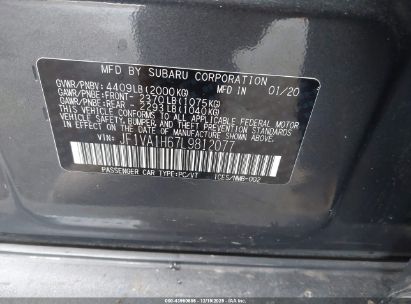 MFD BY SUBARU CORPORATION
GVWR/PNBV: 4409LB(2000KG) MFD IN 01/20
GAWR/PNBE:FRONT- 2370LB(1075KG)
GAWR/PNBE:REAR - 2293LB(1040KG)
THIS VEHICLE CONFORMS TO ALL APPLICABLE FEDERAL MOTOR
VEHICLE SAFETY, BUMPER, AND THEFT PREVENTION STANDARDS
IN EFFECT ON THE DATE OF MANUFACTURE SHOWN ABOVE.
VIN: JF1VA1H67L9812077
PASSENGER CAR TYPE:PC/VT ICES/NMB-002